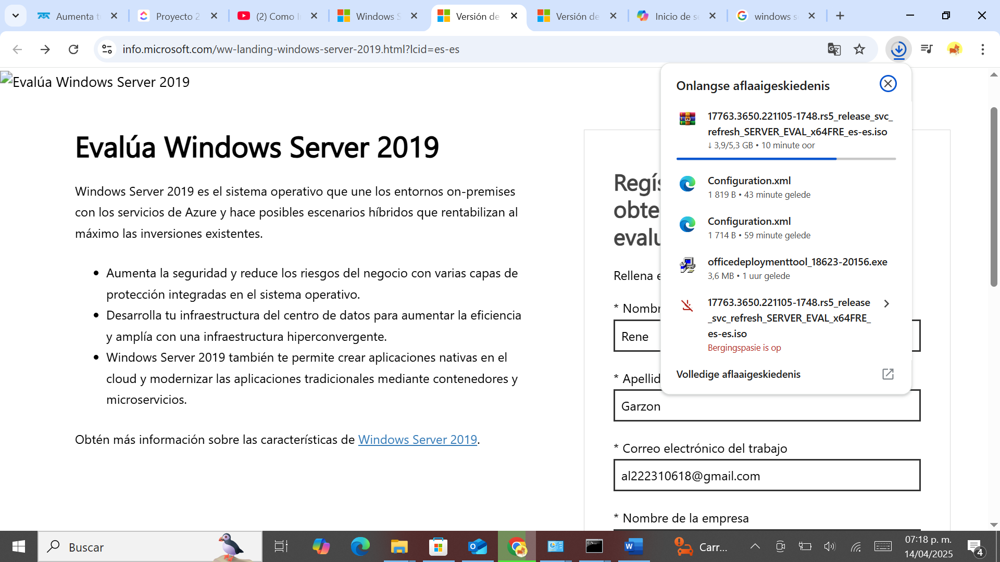 Aumenta t
Proyecto 2
(2) Como I
Windows S
Versión de
Versión de
Inicio de se
windows se
info.microsoft.com/ww-landing-windows-server-2019.html?lcid=es-es
Evalúa Windows Server 2019
Evalúa Windows Server 2019
Windows Server 2019 es el sistema operativo que une los entornos on-premises
con los servicios de Azure y hace posibles escenarios híbridos que rentabilizan al
máximo las inversiones existentes.
Aumenta la seguridad y reduce los riesgos del negocio con varias capas de
protección integradas en el sistema operativo.
Desarrolla tu infraestructura del centro de datos para aumentar la eficiencia
y amplía con una infraestructura hiperconvergente.
Windows Server 2019 también te permite crear aplicaciones nativas en el
cloud y modernizar las aplicaciones tradicionales mediante contenedores y
microservicios.
Obtén más información sobre las características de Windows Server 2019.
Regís
obte
evalu
Rellena e
* Nombr
Rene
* Apellid
Garzon
* Correo electrónico del trabajo
al222310618@gmail.com
* Nombre de la empresa
Onlangse aflaaigeskiedenis
17763.3650.221105-1748.rs5_release_svc_
refresh_SERVER_EVAL_x64FRE_es-es.iso
↓ 3,9/5,3 GB • 10 minute oor
Configuration.xml
1 819 B • 43 minute gelede
Configuration.xml
1 714 B • 59 minute gelede
officedeploymenttool_18623-20156.exe
3,6 MB • 1 uur gelede
17763.3650.221105-1748.rs5_release
_svc_refresh_SERVER_EVAL_x64FRE_
es-es.iso
Bergingspasie is op
Volledige aflaaigeskiedenis
Buscar
Carr...
07:18 p. m.
14/04/2025
4